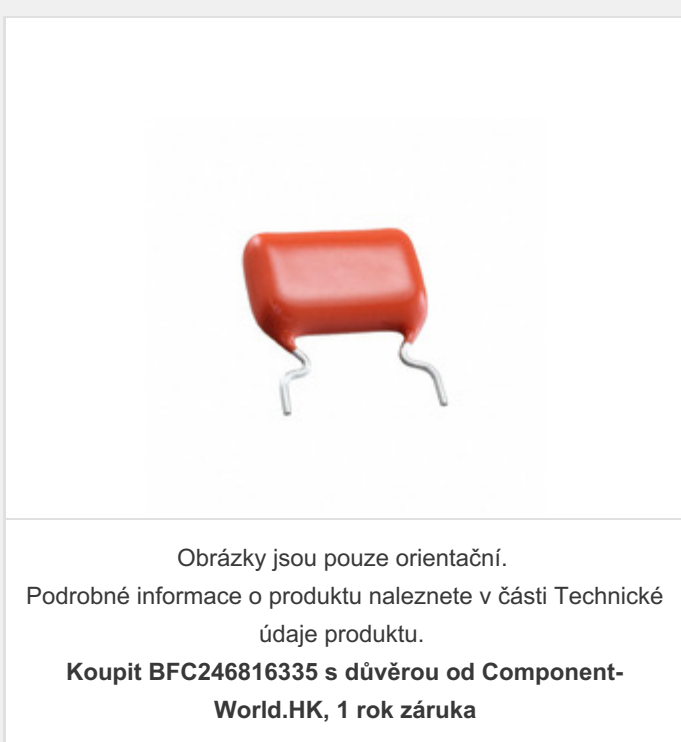 Obrázky jsou pouze orientační.
Podrobné informace o produktu naleznete v části Technické
údaje produktu.
Koupit BFC246816335 s důvěrou od Component-
World.HK, 1 rok záruka